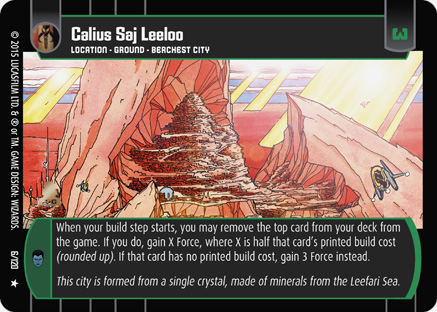 Calius Saj Leeloo
LOCATION - GROUND - BERCHEST CITY
When your build step starts, you may remove the top card from your deck from
the game. If you do, gain X Force, where X is half that card's printed build cost
(rounded up). If that card has no printed build cost, gain 3 Force instead.
This city is formed from a single crystal, made of minerals from the Leefari Sea.
© 2015 LUCASFILM LTD. & ® or TM. GAME DESIGN: WIZARDS.